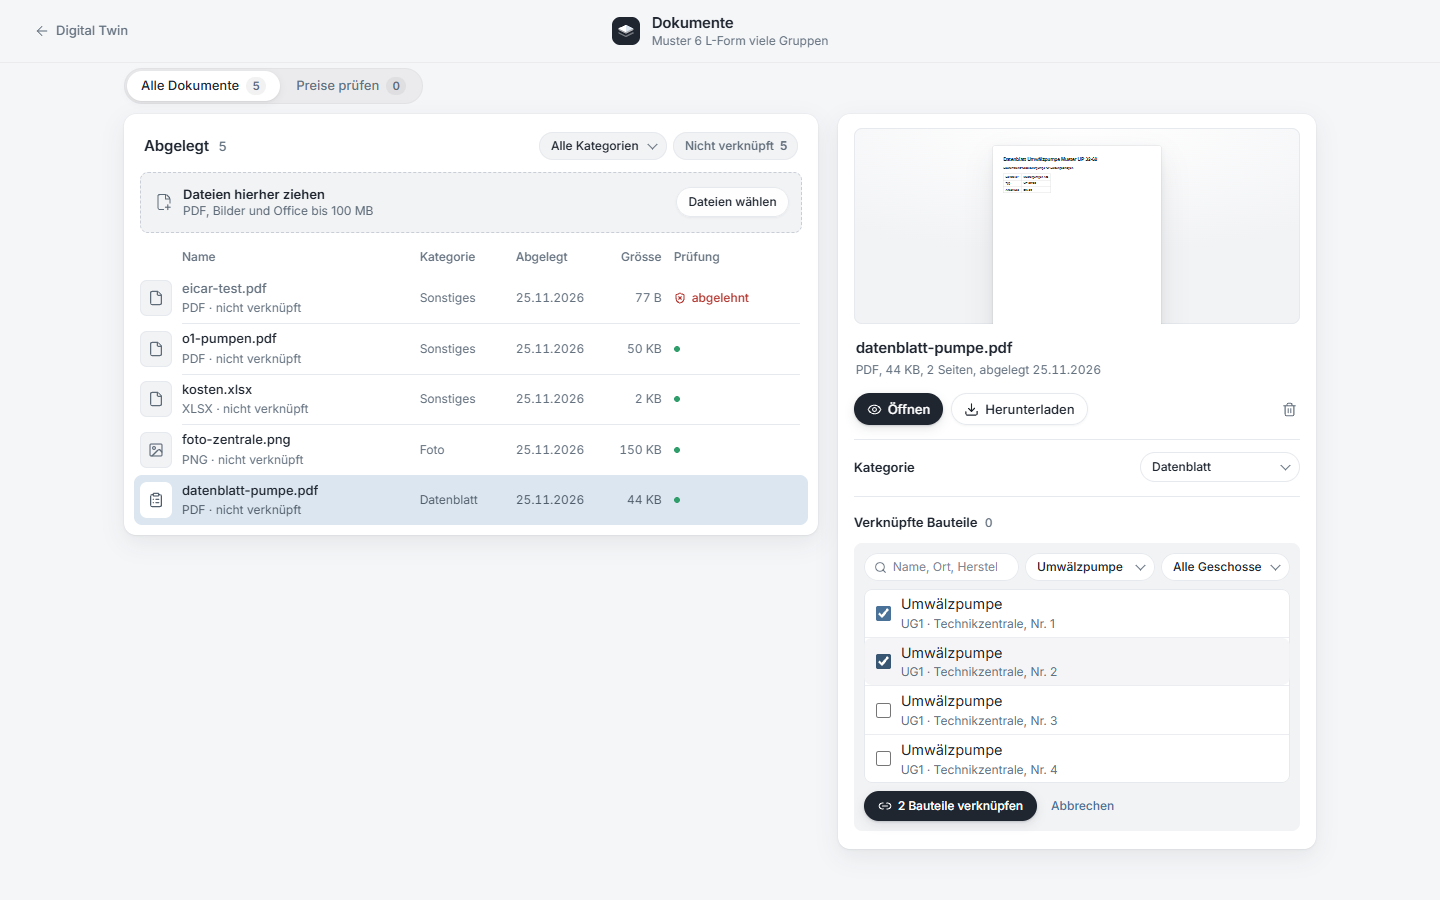 Digital Twin
Dokumente
Muster 6 L-Form viele Gruppen
Alle Dokumente 5
Preise prüfen 0
Abgelegt 5
Alle Kategorien
Nicht verknüpft 5
Dateien hierher ziehen
PDF, Bilder und Office bis 100 MB
Dateien wählen
Name Kategorie Abgelegt Grösse Prüfung
eicar-test.pdf
PDF · nicht verknüpft
Sonstiges 25.11.2026 77 B abgelehnt
o1-pumpen.pdf
PDF · nicht verknüpft
Sonstiges 25.11.2026 50 KB
kosten.xlsx
XLSX · nicht verknüpft
Sonstiges 25.11.2026 2 KB
foto-zentrale.png
PNG · nicht verknüpft
Foto 25.11.2026 150 KB
datenblatt-pumpe.pdf
PDF · nicht verknüpft
Datenblatt 25.11.2026 44 KB
Datenblatt Umwälzpumpe Muster UP
datenblatt-pumpe.pdf
PDF, 44 KB, 2 Seiten, abgelegt 25.11.2026
Öffnen
Herunterladen
Kategorie
Datenblatt
Verknüpfte Bauteile 0
Name, Ort, Herstel
Umwälzpumpe
Alle Geschosse
Umwälzpumpe
UG1 · Technikzentrale, Nr. 1
Umwälzpumpe
UG1 · Technikzentrale, Nr. 2
Umwälzpumpe
UG1 · Technikzentrale, Nr. 3
Umwälzpumpe
UG1 · Technikzentrale, Nr. 4
2 Bauteile verknüpfen
Abbrechen